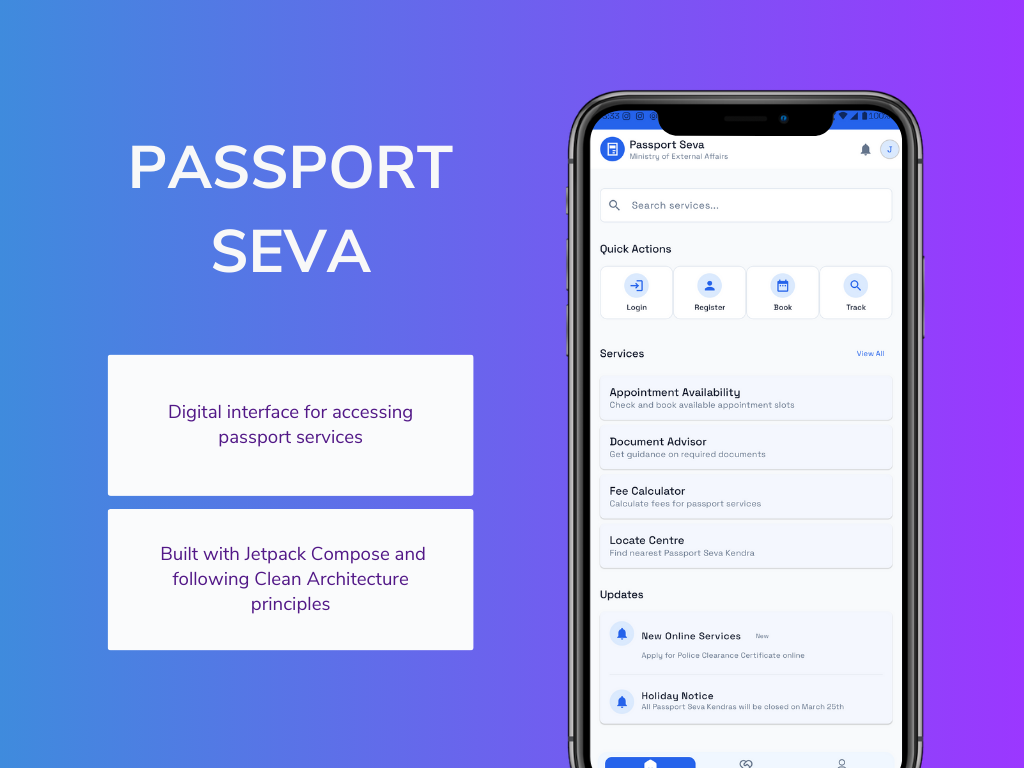 PASSPORT
SEVA
Digital interface for accessing
passport services
Built with Jetpack Compose and
following Clean Architecture
principles
Passport Seva
Ministry of External Affairs
J
Search services...
Quick Actions
Login
Register
Book
Track
Services
View All
Appointment Availability
Check and book available appointment slots
Document Advisor
Get guidance on required documents
Fee Calculator
Calculate fees for passport services
Locate Centre
Find nearest Passport Seva Kendra
Updates
New Online Services New
Apply for Police Clearance Certificate online
Holiday Notice
All Passport Seva Kendras will be closed on March 25th